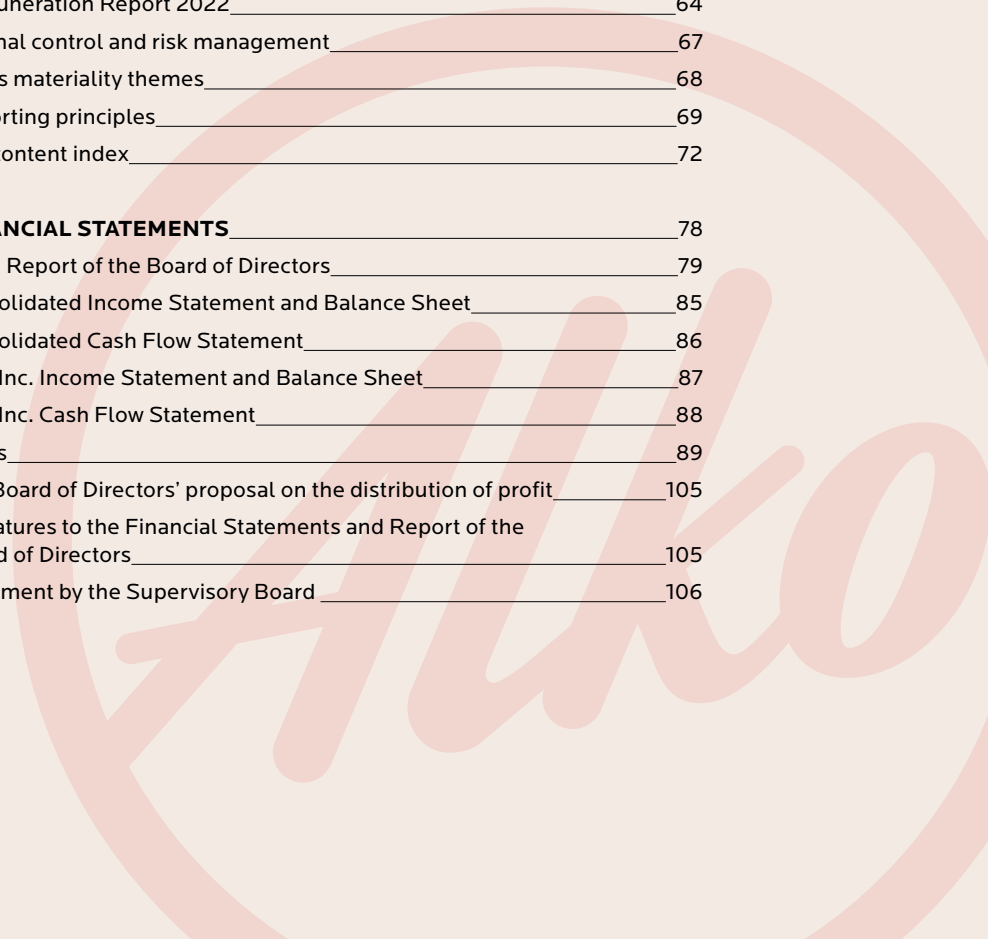 uneration Report 2022 64
nal control and risk management 67
s materiality themes 68
rting principles 69
ontent index 72
ANCIAL STATEMENTS 78
Report of the Board of Directors 79
olidated Income Statement and Balance Sheet 85
olidated Cash Flow Statement 86
Inc. Income Statement and Balance Sheet 87
Inc. Cash Flow Statement 88
s 89
Board of Directors’ proposal on the distribution of profit 105
atures to the Financial Statements and Report of the
d of Directors 105
ment by the Supervisory Board 106
Alko